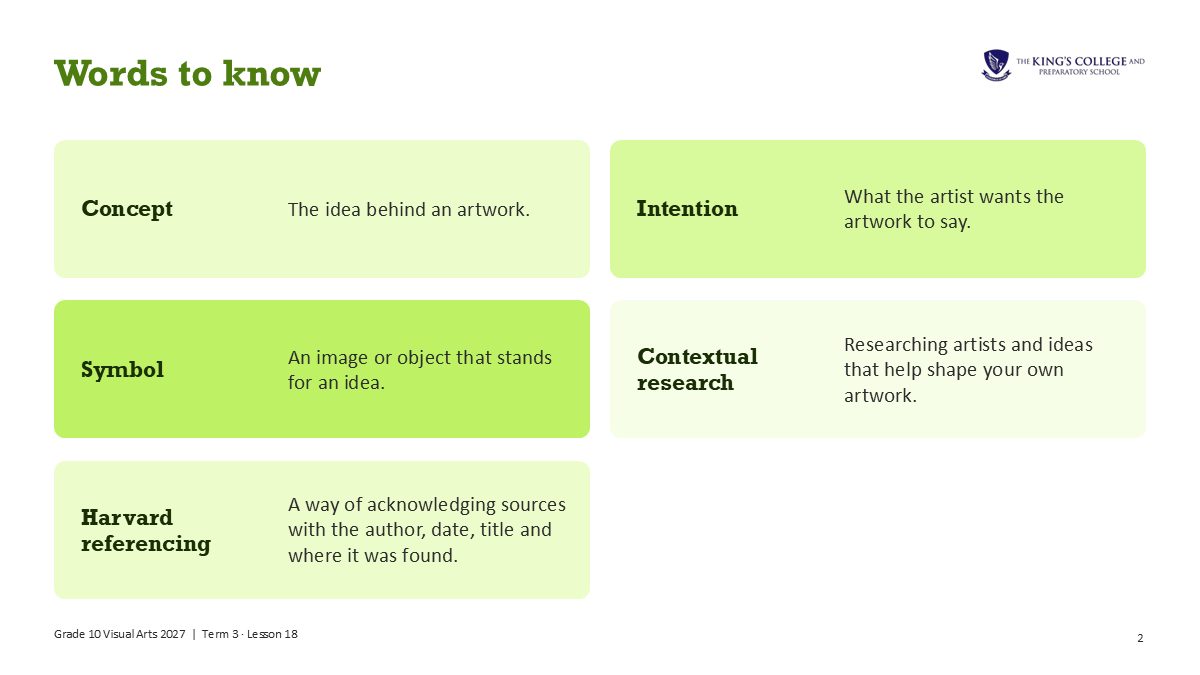 Words to know
THE KING'S COLLEGE AND
PREPARATORY SCHOOL
Concept
The idea behind an artwork.
Intention
What the artist wants the
artwork to say.
Symbol
An image or object that stands
for an idea.
Contextual
research
Researching artists and ideas
that help shape your own
artwork.
Harvard
referencing
A way of acknowledging sources
with the author, date, title and
where it was found.
Grade 10 Visual Arts 2027 | Term 3 · Lesson 18
2